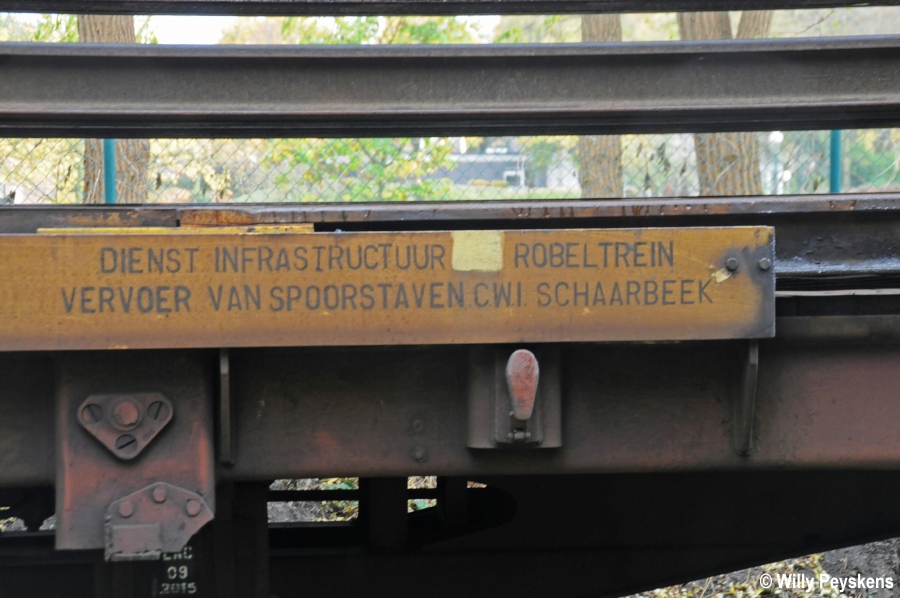 DIENST INFRASTRUCTUUR ROBELTREIN
VERVOER VAN SPOORSTAVEN.C.W.I SCHAARBEEK
09
2015
© Willy Peyskens